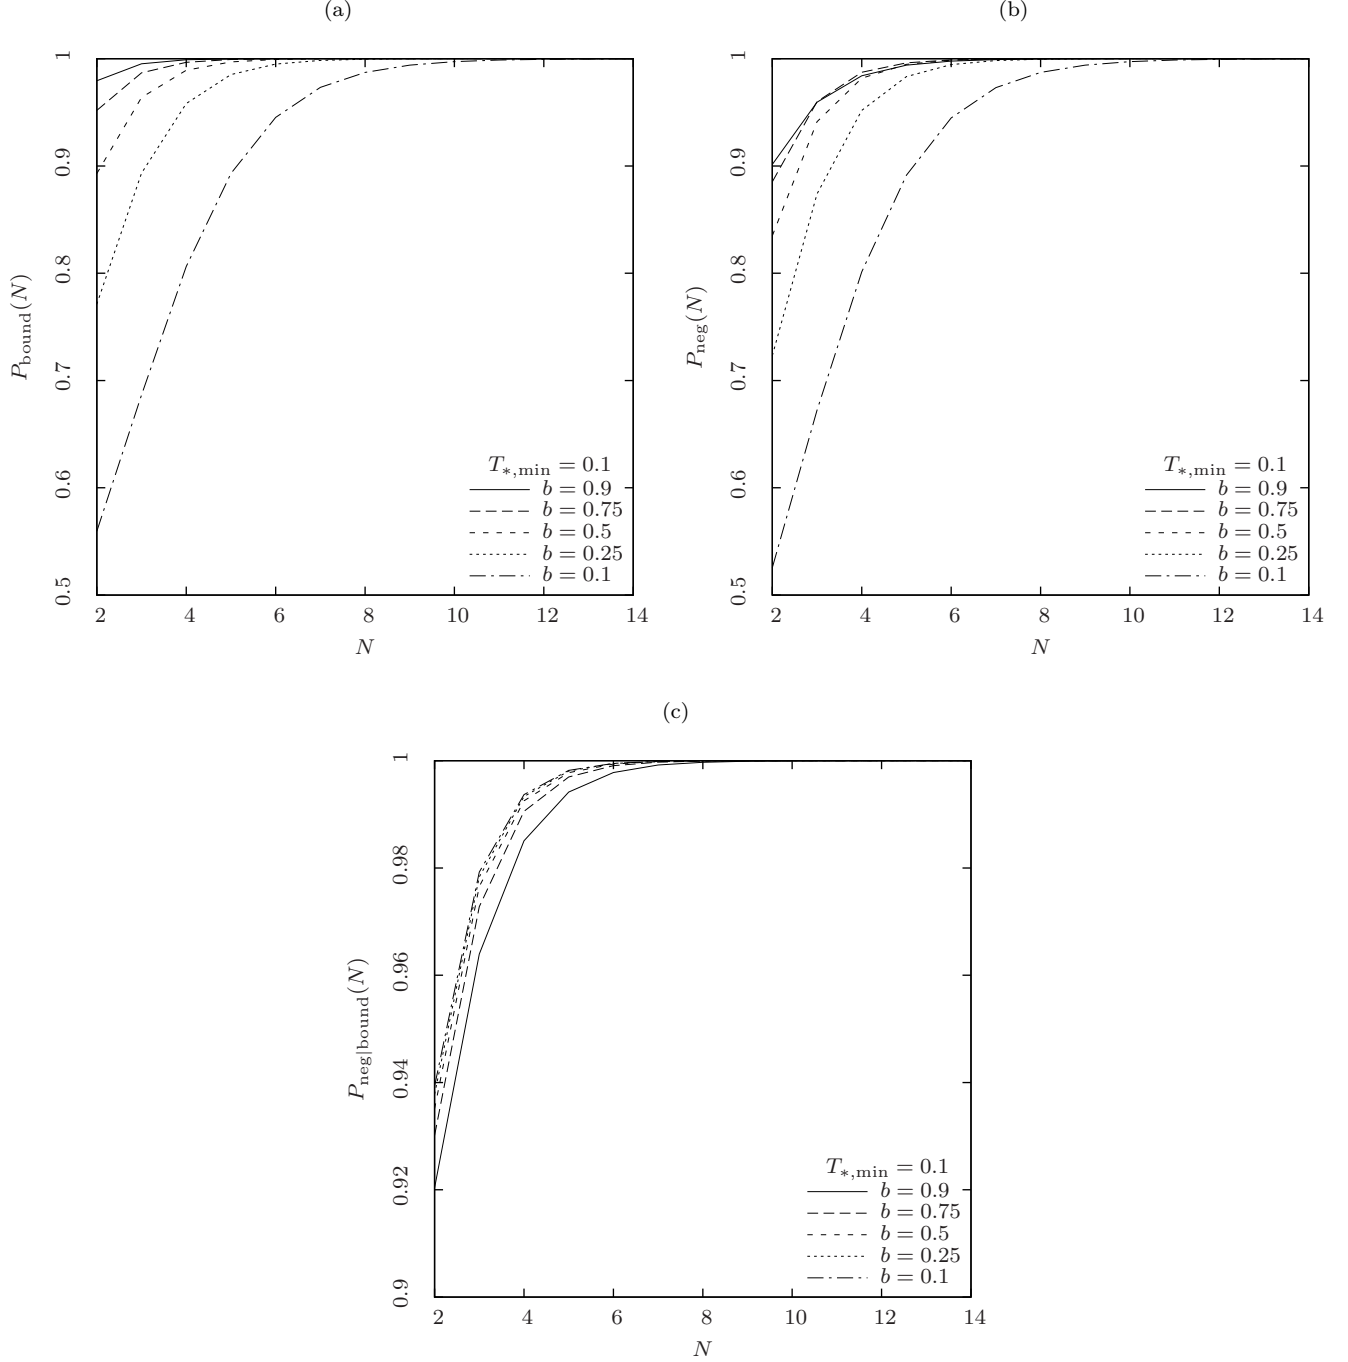 (a)
1
0.9
0.8
0.7
0.6
0.5
P_bound(N)
T_{*,min} = 0.1
b = 0.9
b = 0.75
b = 0.5
b = 0.25
b = 0.1
2 4 6 8 10 12 14
N
(b)
1
0.9
0.8
0.7
0.6
0.5
P_neg(N)
T_{*,min} = 0.1
b = 0.9
b = 0.75
b = 0.5
b = 0.25
b = 0.1
2 4 6 8 10 12 14
N
(c)
1
0.98
0.96
0.94
0.92
0.9
P_{neg|bound}(N)
T_{*,min} = 0.1
b = 0.9
b = 0.75
b = 0.5
b = 0.25
b = 0.1
2 4 6 8 10 12 14
N